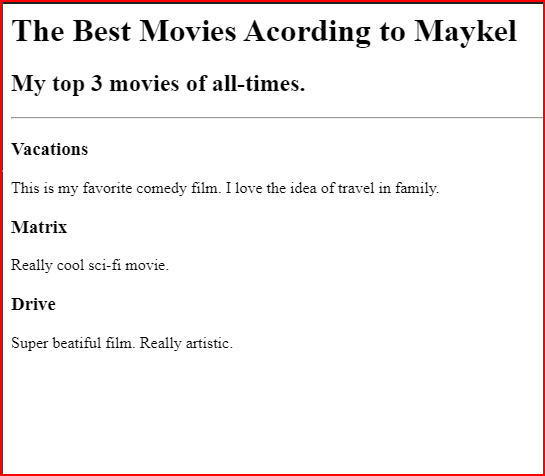 The Best Movies Acording to Maykel
My top 3 movies of all-times.
Vacations
This is my favorite comedy film. I love the idea of travel in family.
Matrix
Really cool sci-fi movie.
Drive
Super beatiful film. Really artistic.